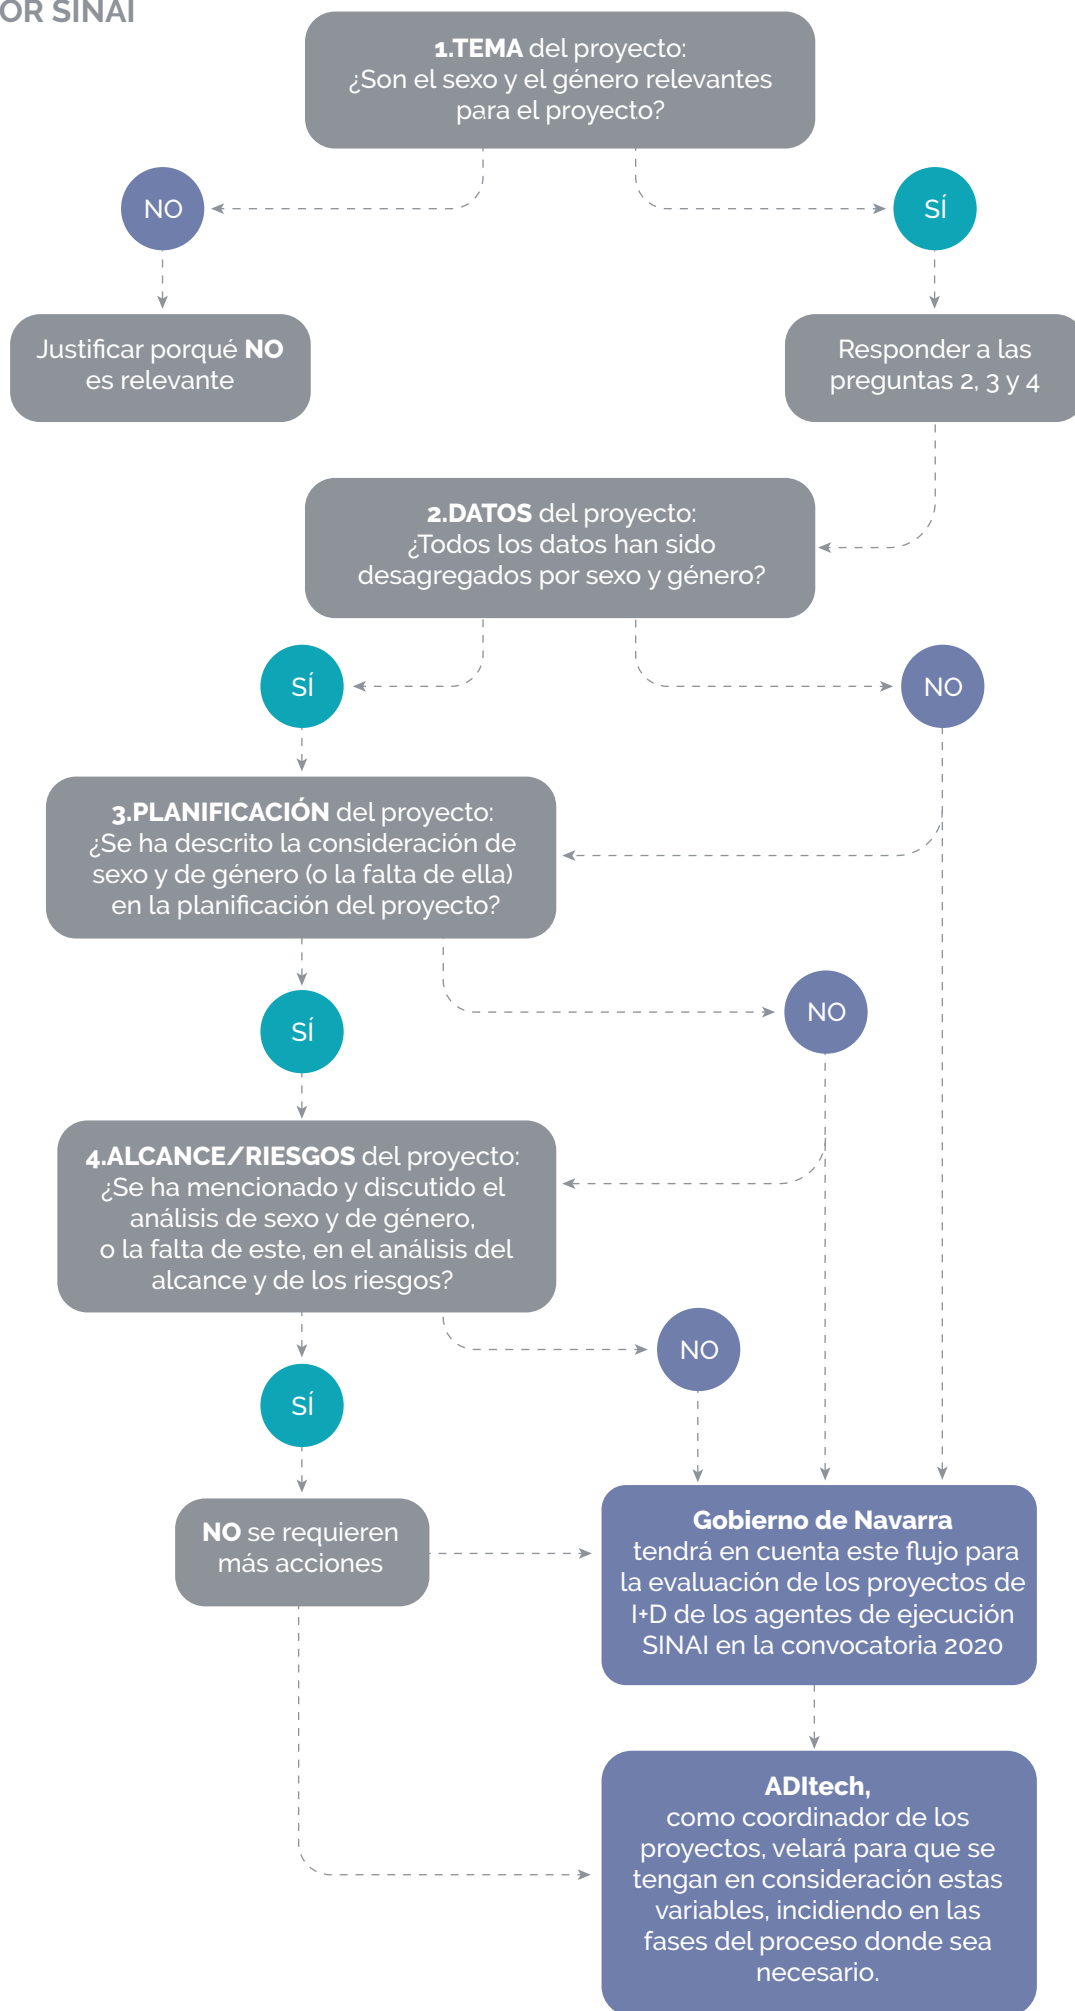 OR SINAI
1.TEMA del proyecto:
¿Son el sexo y el género relevantes
para el proyecto?
NO
SÍ
Justificar porqué NO
es relevante
Responder a las
preguntas 2, 3 y 4
2.DATOS del proyecto:
¿Todos los datos han sido
desagregados por sexo y género?
SÍ
NO
3.PLANIFICACIÓN del proyecto:
¿Se ha descrito la consideración de
sexo y de género (o la falta de ella)
en la planificación del proyecto?
NO
SÍ
4.ALCANCE/RIESGOS del proyecto:
¿Se ha mencionado y discutido el
análisis de sexo y de género,
o la falta de este, en el análisis del
alcance y de los riesgos?
NO
SÍ
NO se requieren
más acciones
Gobierno de Navarra
tendrá en cuenta este flujo para
la evaluación de los proyectos de
I+D de los agentes de ejecución
SINAI en la convocatoria 2020
ADItech,
como coordinador de los
proyectos, velará para que se
tengan en consideración estas
variables, incidiendo en las
fases del proceso donde sea
necesario.